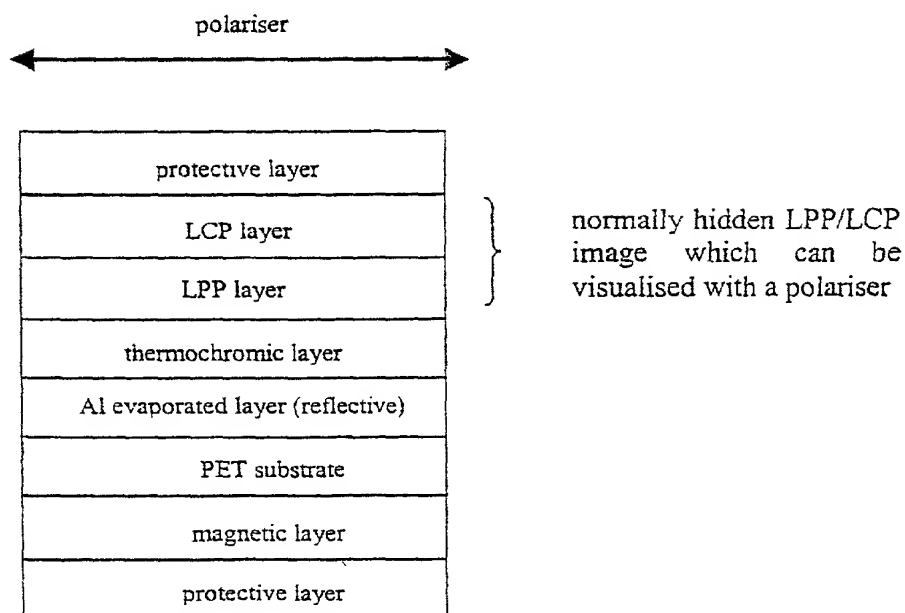 polariser
protective layer
LCP layer
LPP layer
thermochromic layer
Al evaporated layer (reflective)
PET substrate
magnetic layer
protective layer
normally hidden LPP/LCP
image which can be
visualised with a polariser